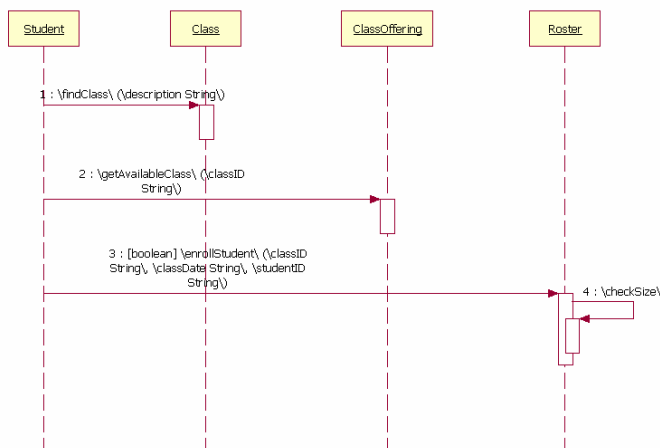 Student Class ClassOffering Roster
1 : \findClass\ (\description String\)
2 : \getAvailableClass\ (\classID
String\)
3 : [boolean] \enrollStudent\ (\classID
String\, \classDate String\, \studentID
String\)
4 : \checkSize\